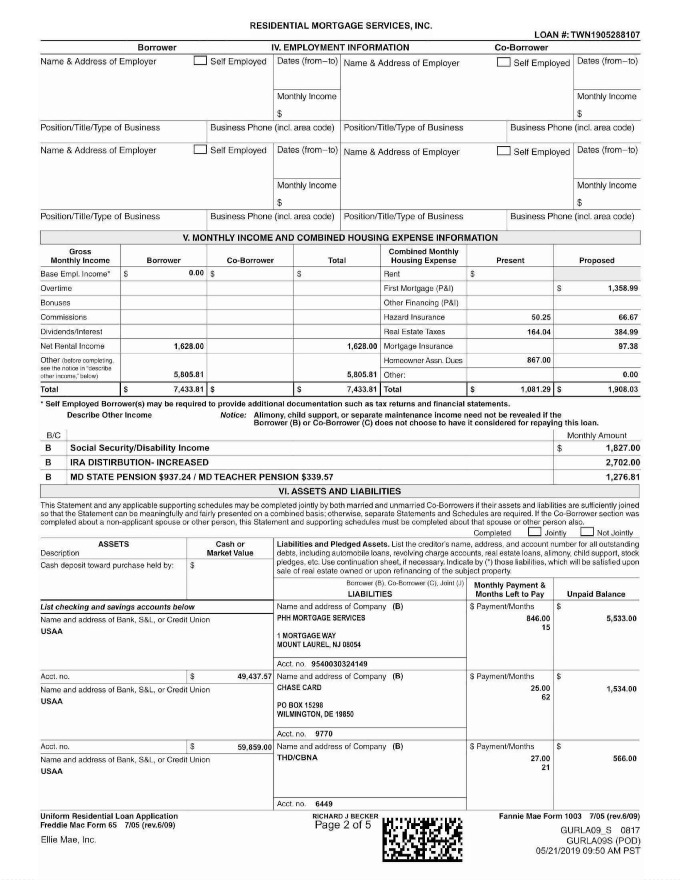 RESIDENTIAL MORTGAGE SERVICES, INC.
LOAN #: TWN1905288107
Borrower IV. EMPLOYMENT INFORMATION Co-Borrower
Name & Address of Employer Self Employed Dates (from–to) Name & Address of Employer Self Employed Dates (from–to)
Monthly Income Monthly Income
$ $
Position/Title/Type of Business Business Phone (incl. area code) Position/Title/Type of Business Business Phone (incl. area code)
Name & Address of Employer Self Employed Dates (from–to) Name & Address of Employer Self Employed Dates (from–to)
Monthly Income Monthly Income
$ $
Position/Title/Type of Business Business Phone (incl. area code) Position/Title/Type of Business Business Phone (incl. area code)
V. MONTHLY INCOME AND COMBINED HOUSING EXPENSE INFORMATION
Gross Monthly Income Borrower Co-Borrower Total Combined Monthly Housing Expense Present Proposed
Base Empl. Income* $ 0.00 $ $ Rent $
Overtime First Mortgage (P&I) $ 1,358.99
Bonuses Other Financing (P&I)
Commissions Hazard Insurance 50.25 66.67
Dividends/Interest Real Estate Taxes 164.04 384.99
Net Rental Income 1,628.00 1,628.00 Mortgage Insurance 97.38
Other (before completing, see the notice in "describe other income," below) 5,805.81 5,805.81 Homeowner Assn. Dues 867.00
Other: 0.00
Total $ 7,433.81 $ $ 7,433.81 Total $ 1,081.29 $ 1,908.03
* Self Employed Borrower(s) may be required to provide additional documentation such as tax returns and financial statements.
Describe Other Income Notice: Alimony, child support, or separate maintenance income need not be revealed if the
Borrower (B) or Co-Borrower (C) does not choose to have it considered for repaying this loan.
B/C Monthly Amount
B Social Security/Disability Income $ 1,827.00
B IRA DISTIRBUTION- INCREASED 2,702.00
B MD STATE PENSION $937.24 / MD TEACHER PENSION $339.57 1,276.81
VI. ASSETS AND LIABILITIES
This Statement and any applicable supporting schedules may be completed jointly by both married and unmarried Co-Borrowers if their assets and liabilities are sufficiently joined
so that the Statement can be meaningfully and fairly presented on a combined basis; otherwise, separate Statements and Schedules are required. If the Co-Borrower section was
completed about a non-applicant spouse or other person, this Statement and supporting schedules must be completed about that spouse or other person also.
Completed Jointly Not Jointly
ASSETS
Description
Cash or Market Value
Cash deposit toward purchase held by: $
Liabilities and Pledged Assets. List the creditor's name, address, and account number for all outstanding
debts, including automobile loans, revolving charge accounts, real estate loans, alimony, child support, stock
pledges, etc. Use continuation sheet, if necessary. Indicate by (*) those liabilities, which will be satisfied upon
sale of real estate owned or upon refinancing of the subject property.
Borrower (B), Co-Borrower (C), Joint (J)
LIABILITIES
Monthly Payment & Months Left to Pay Unpaid Balance
List checking and savings accounts below
Name and address of Bank, S&L, or Credit Union
USAA
Name and address of Company (B) $ Payment/Months $
PHH MORTGAGE SERVICES 846.00 5,533.00
15
1 MORTGAGE WAY
MOUNT LAUREL, NJ 08054
Acct. no. 9540030324149
Acct. no. $ 49,437.57
Name and address of Bank, S&L, or Credit Union
USAA
Name and address of Company (B) $ Payment/Months $
CHASE CARD 25.00 1,534.00
62
PO BOX 15298
WILMINGTON, DE 19850
Acct. no. 9770
Acct. no. $ 59,859.00
Name and address of Bank, S&L, or Credit Union
USAA
Name and address of Company (B) $ Payment/Months $
THD/CBNA 27.00 566.00
21
Acct. no. 6449
Uniform Residential Loan Application
Freddie Mac Form 65 7/05 (rev.6/09)
RICHARD J BECKER
Page 2 of 5
Fannie Mae Form 1003 7/05 (rev.6/09)
Ellie Mae, Inc.
GURLA09_S 0817
GURLA09S (POD)
05/21/2019 09:50 AM PST